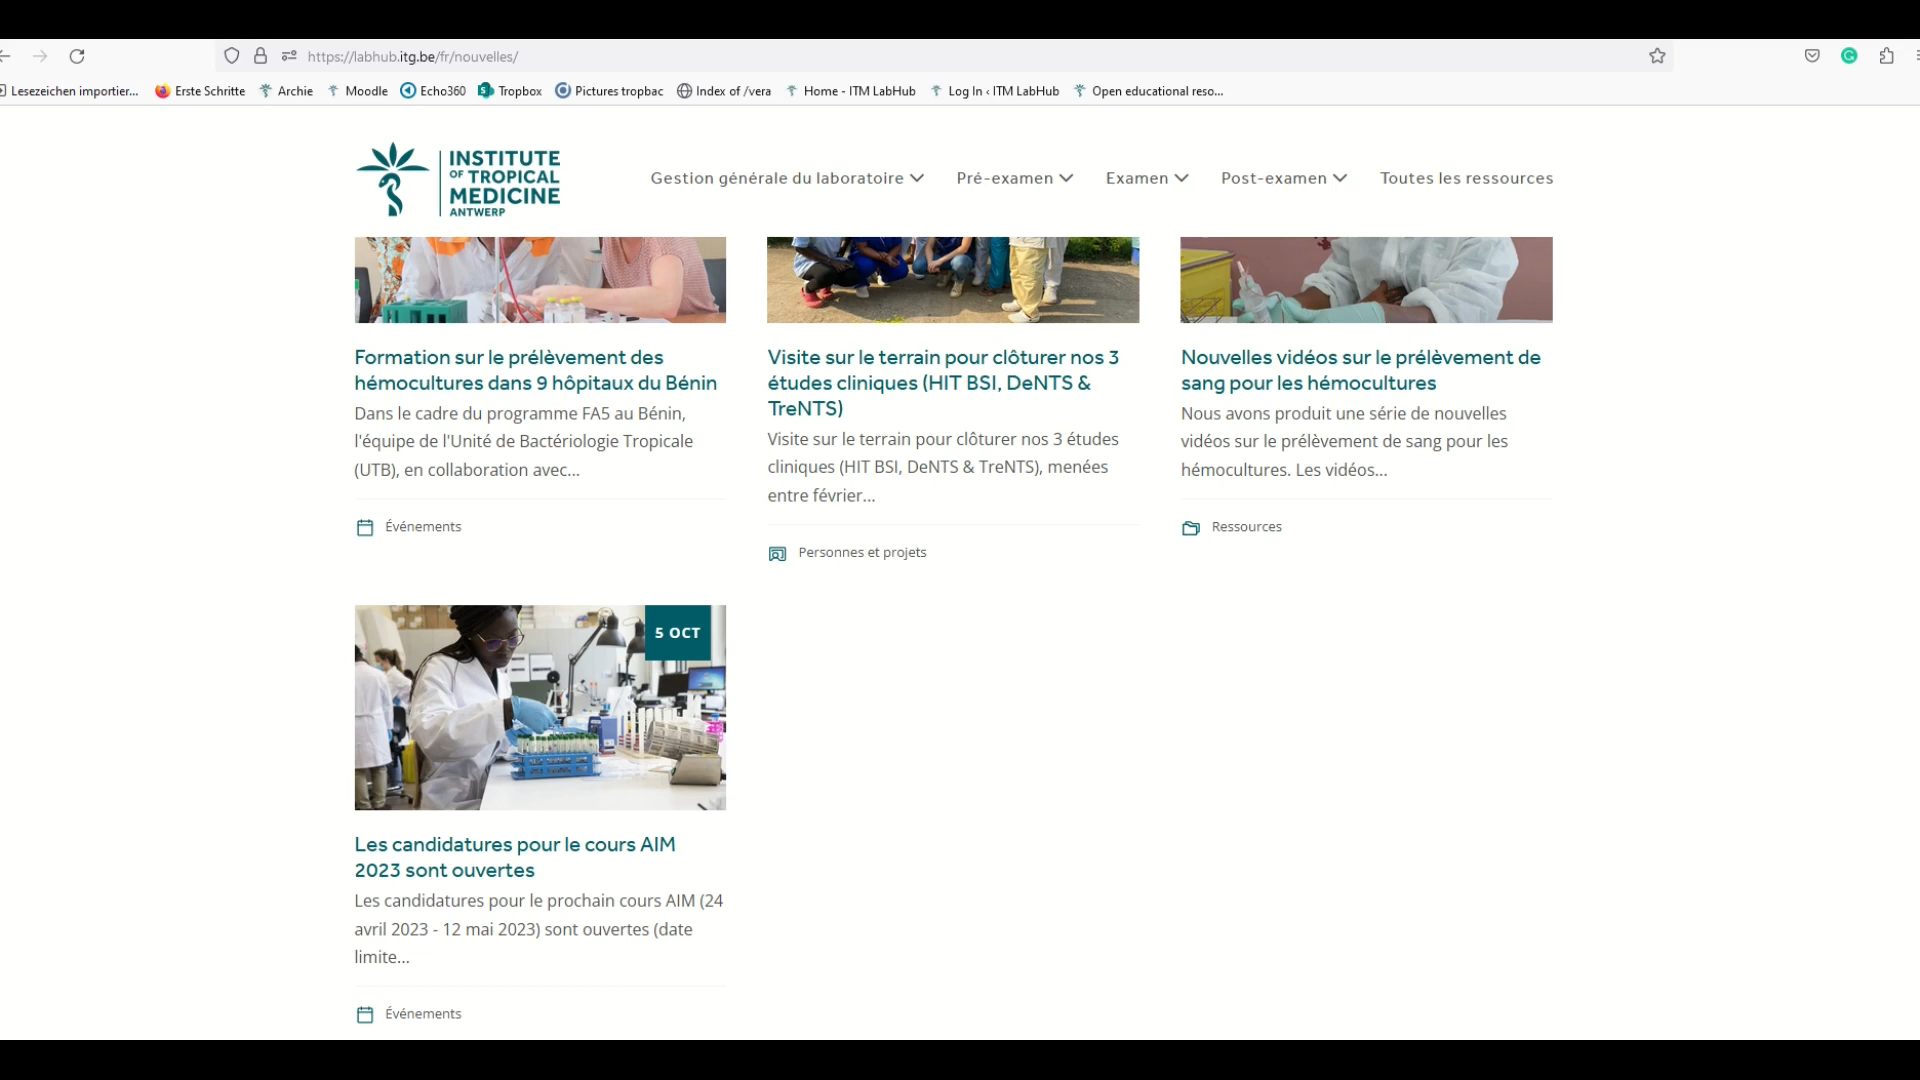 https://labhub.itg.be/fr/nouvelles/
Lesezeichen importier... Erste Schritte Archie Moodle Echo360 Tropbox Pictures tropbac Index of /vera Home - ITM LabHub Log In ‹ ITM LabHub Open educational reso...
INSTITUTE
OF TROPICAL
MEDICINE
ANTWERP
Gestion générale du laboratoire Pré-examen Examen Post-examen Toutes les ressources
Formation sur le prélèvement des
hémocultures dans 9 hôpitaux du Bénin
Dans le cadre du programme FA5 au Bénin,
l'équipe de l'Unité de Bactériologie Tropicale
(UTB), en collaboration avec...
Événements
Visite sur le terrain pour clôturer nos 3
études cliniques (HIT BSI, DeNTS &
TreNTS)
Visite sur le terrain pour clôturer nos 3 études
cliniques (HIT BSI, DeNTS & TreNTS), menées
entre février...
Personnes et projets
Nouvelles vidéos sur le prélèvement de
sang pour les hémocultures
Nous avons produit une série de nouvelles
vidéos sur le prélèvement de sang pour les
hémocultures. Les vidéos...
Ressources
5 OCT
Les candidatures pour le cours AIM
2023 sont ouvertes
Les candidatures pour le prochain cours AIM (24
avril 2023 - 12 mai 2023) sont ouvertes (date
limite...
Événements